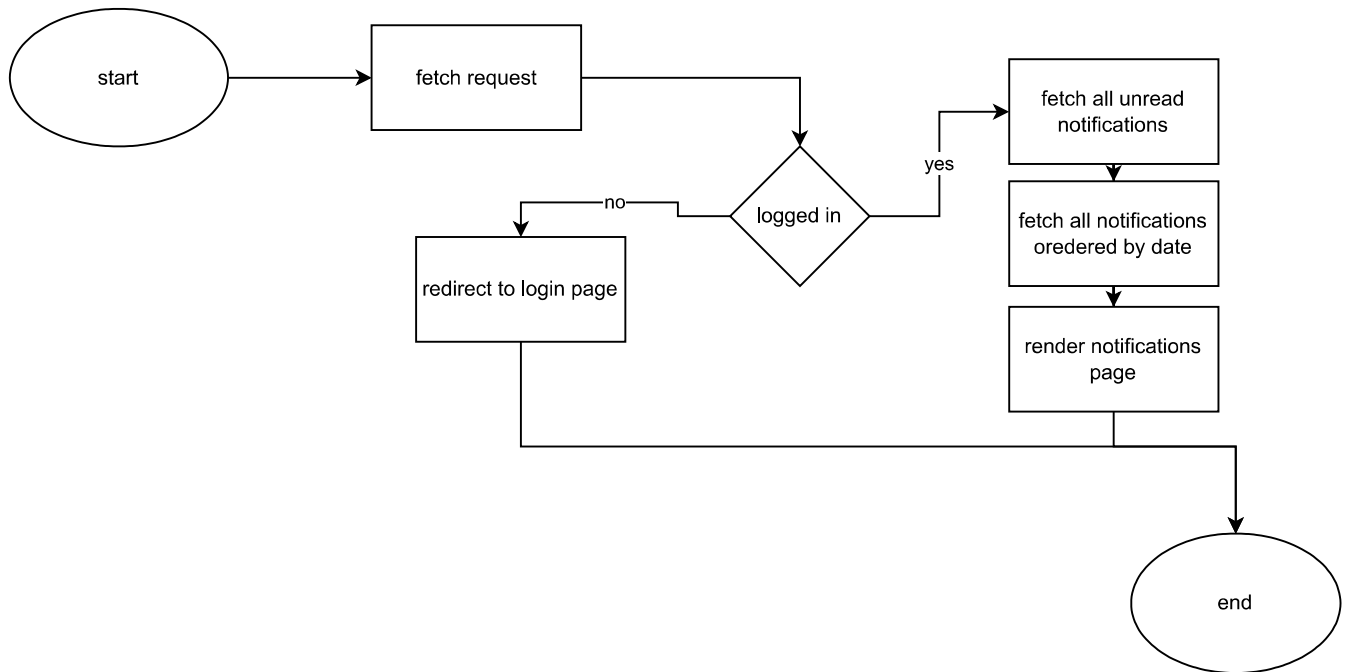 start
fetch request
fetch all unread
notifications
yes
no
logged in
fetch all notifications
oredered by date
redirect to login page
render notifications
page
end